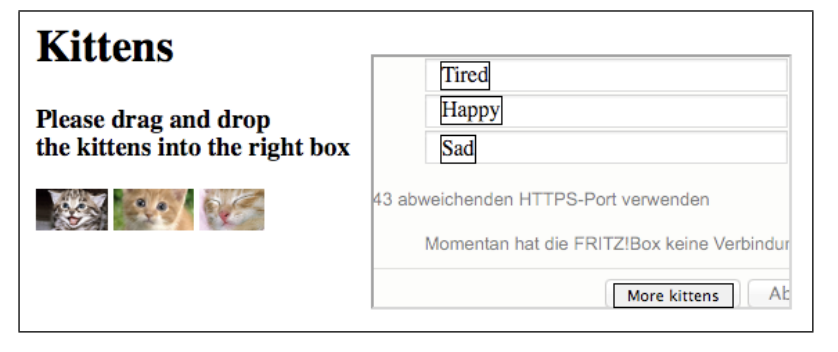 Kittens
Please drag and drop
the kittens into the right box
Tired
Happy
Sad
43 abweichenden HTTPS-Port verwenden
Momentan hat die FRITZ!Box keine Verbindur
More kittens
Ab